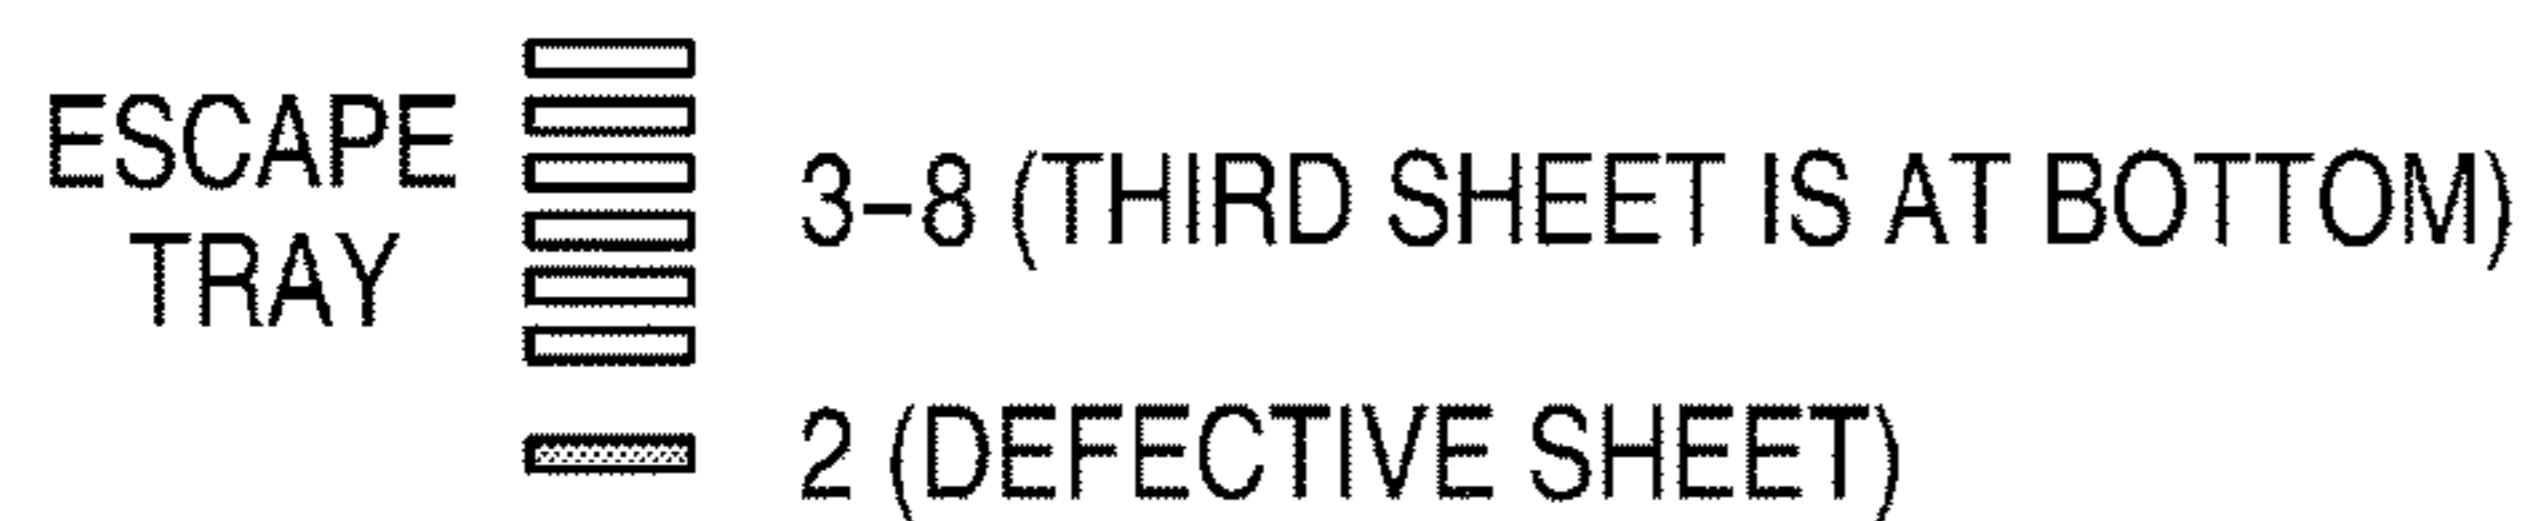 ESCAPE
TRAY
3-8 (THIRD SHEET IS AT BOTTOM)
2 (DEFECTIVE SHEET)